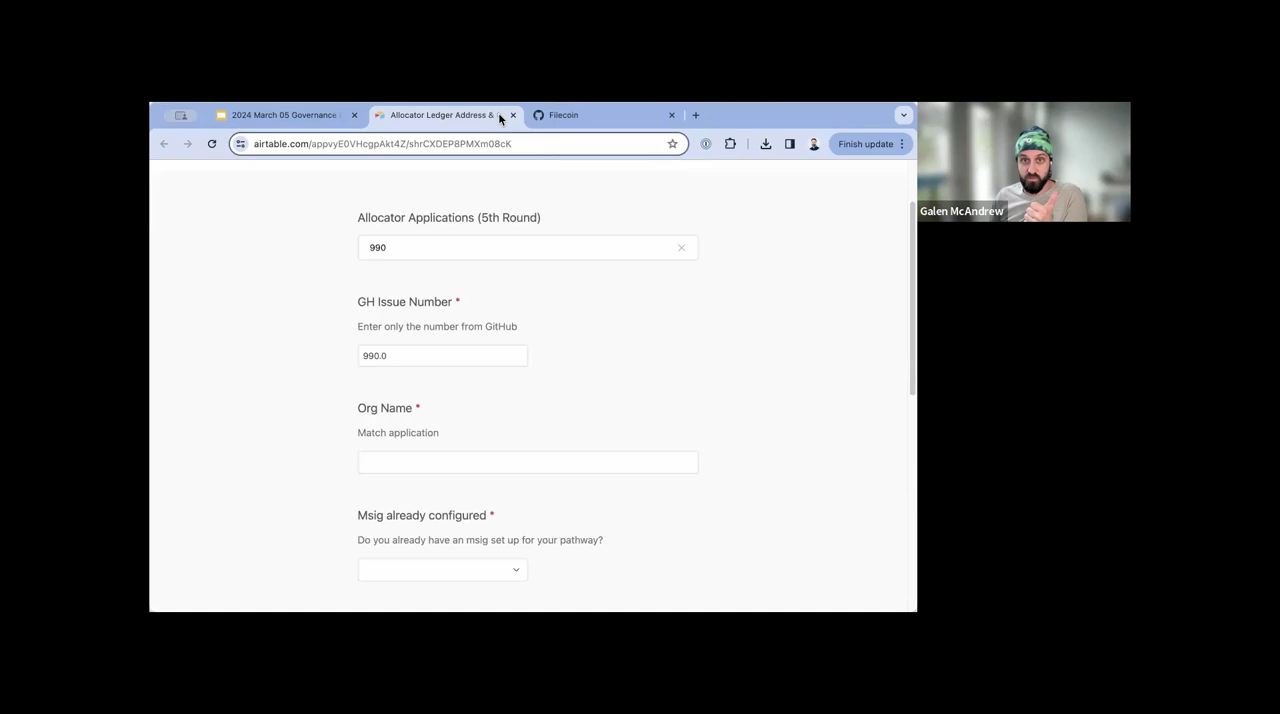 2024 March 05 Governance
Allocator Ledger Address &
Filecoin
airtable.com/appvyE0VHcgpAkt4Z/shrCXDEP8PMXm08cK
Finish update
Allocator Applications (5th Round)
990
GH Issue Number *
Enter only the number from GitHub
990.0
Org Name *
Match application
Msig already configured *
Do you already have an msig set up for your pathway?
Galen McAndrew